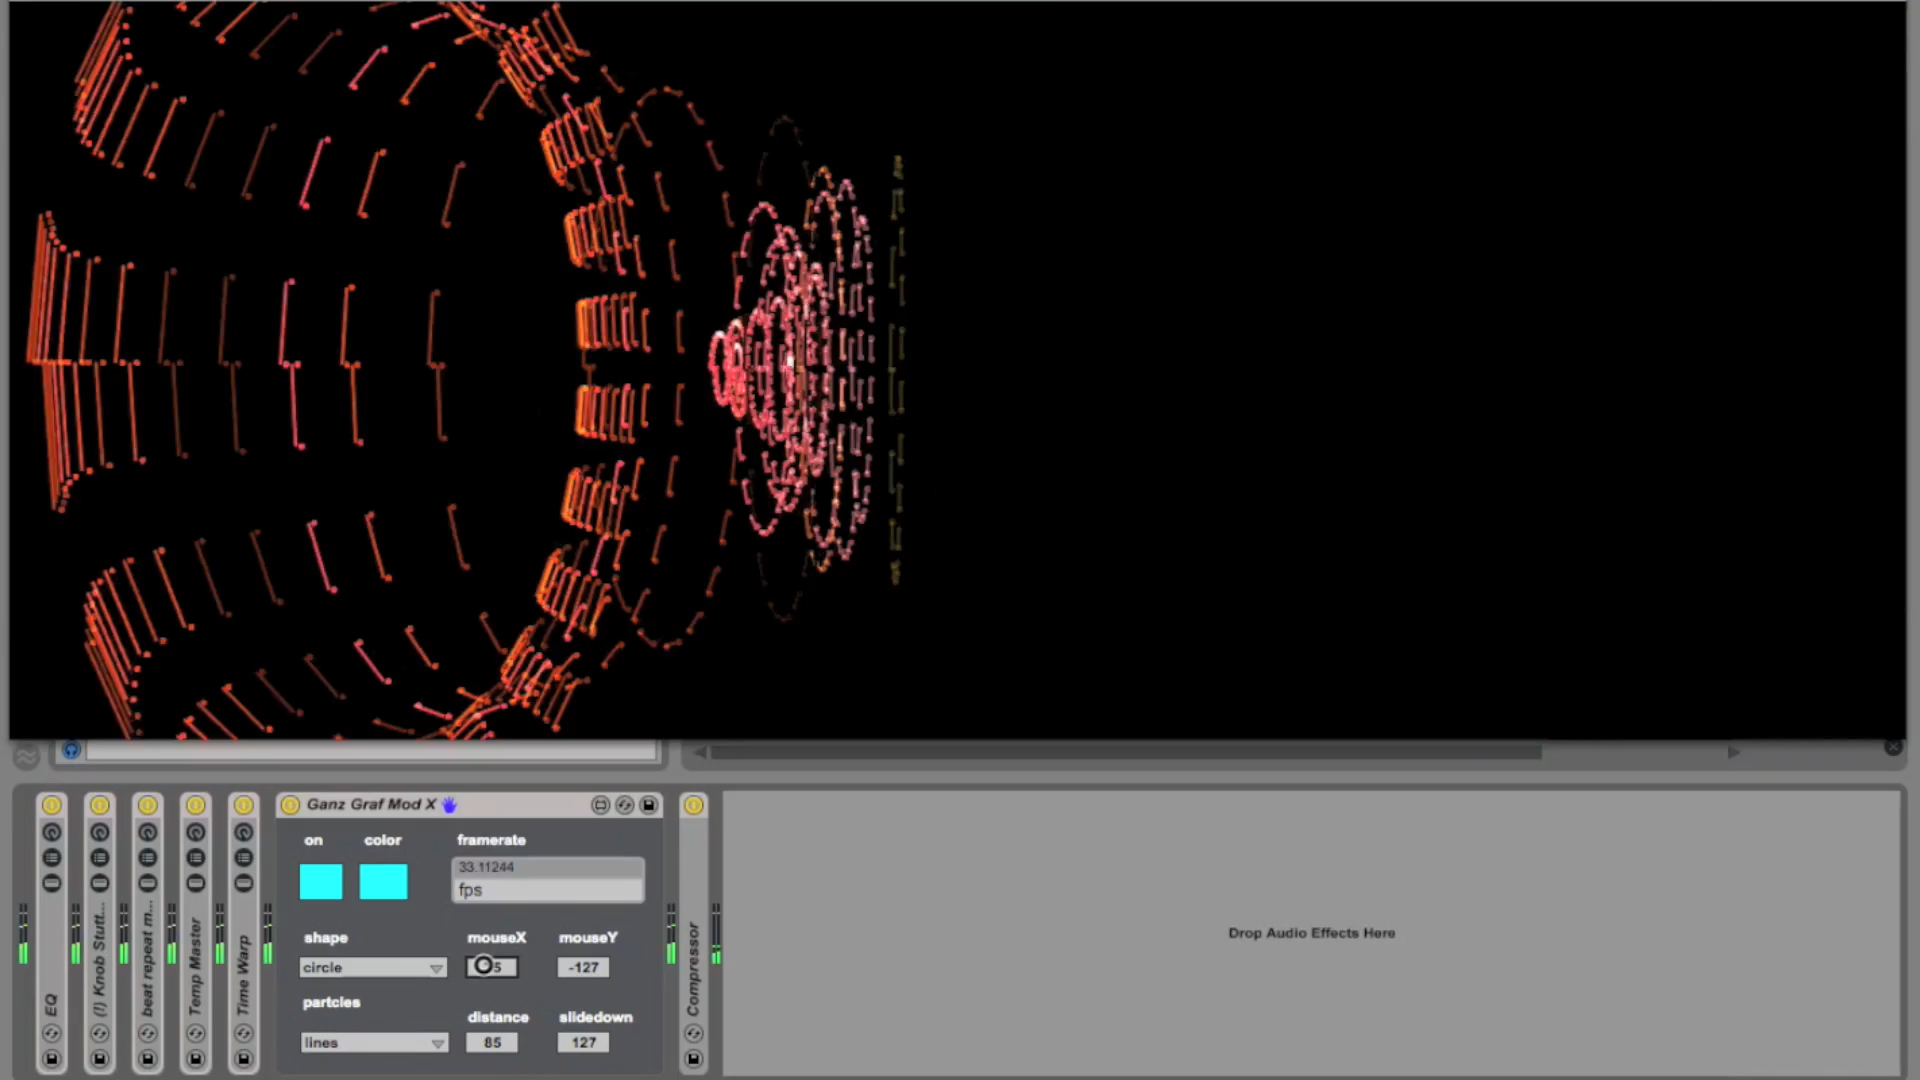 Ganz Graf Mod X
on color framerate
33.11244
fps
shape mouseX mouseY
circle -127
partcles
distance slidedown
lines 85 127
EQ
(!) Knob Stutt...
beat repeat m...
Temp Master
Time Warp
Compressor
Drop Audio Effects Here